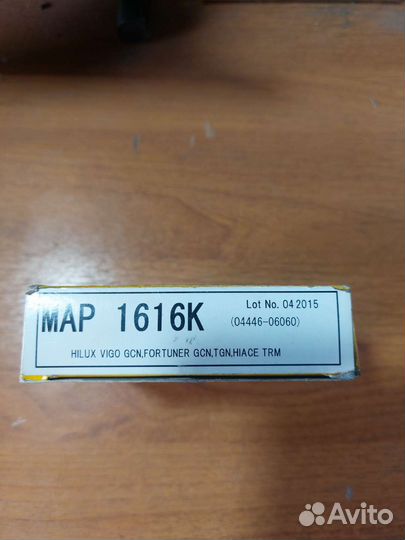 Lot No. 042015
MAP 1616K (04446-06060)
HILUX VIGO GCN,FORTUNER GCN,TGN,HIACE TRM
Avito